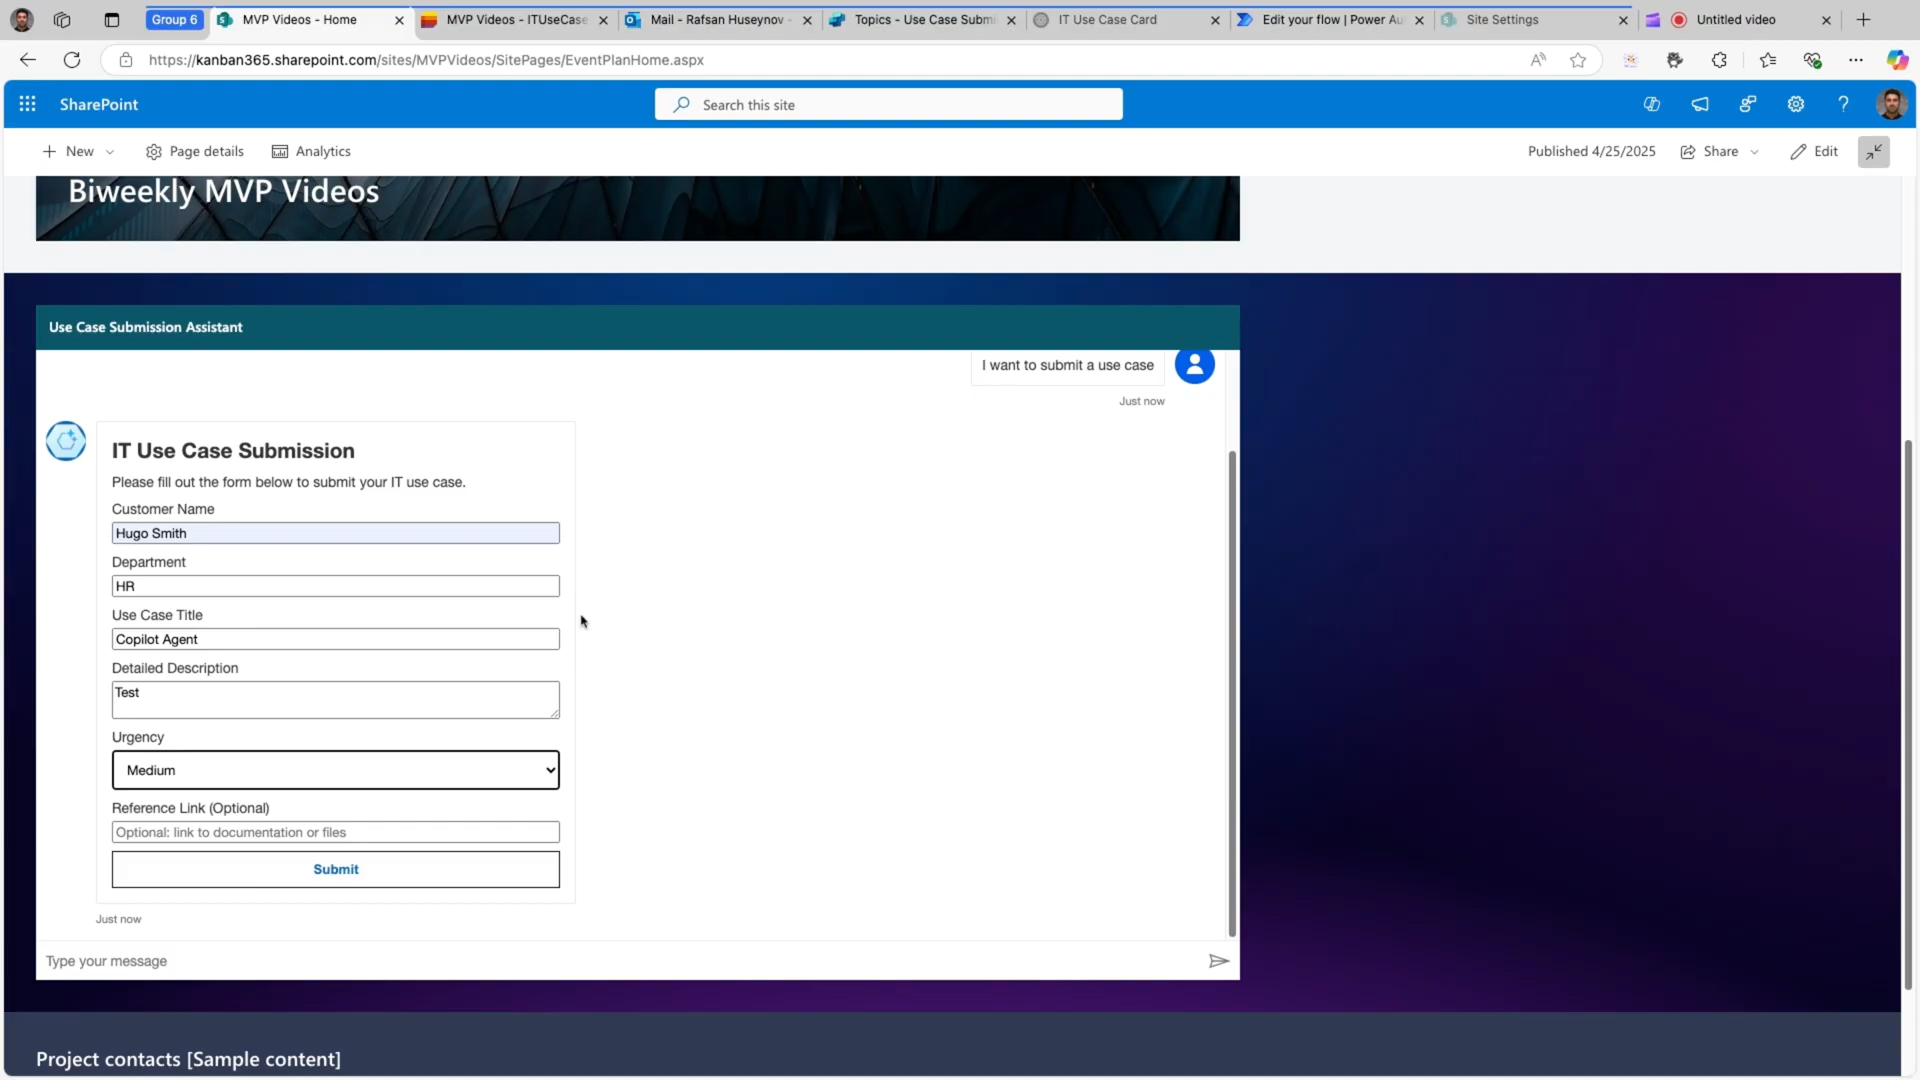 Group 6
MVP Videos - Home
MVP Videos - ITUseCase
Mail - Rafsan Huseynov -
Topics - Use Case Submi
IT Use Case Card
Edit your flow | Power Au
Site Settings
Untitled video
https://kanban365.sharepoint.com/sites/MVPVideos/SitePages/EventPlanHome.aspx
SharePoint
Search this site
New
Page details
Analytics
Published 4/25/2025
Share
Edit
Biweekly MVP Videos
Use Case Submission Assistant
I want to submit a use case
Just now
IT Use Case Submission
Please fill out the form below to submit your IT use case.
Customer Name
Hugo Smith
Department
HR
Use Case Title
Copilot Agent
Detailed Description
Test
Urgency
Medium
Reference Link (Optional)
Optional: link to documentation or files
Submit
Just now
Type your message
Project contacts [Sample content]